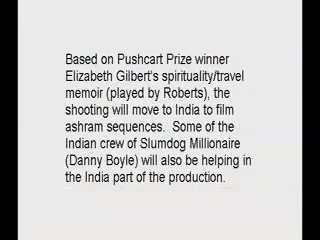 Based on Pushcart Prize winner
Elizabeth Gilbert's spirituality/travel
memoir (played by Roberts), the
shooting will move to India to film
ashram sequences.  Some of the
Indian crew of Slumdog Millionaire
(Danny Boyle) will also be helping in
the India part of the production.